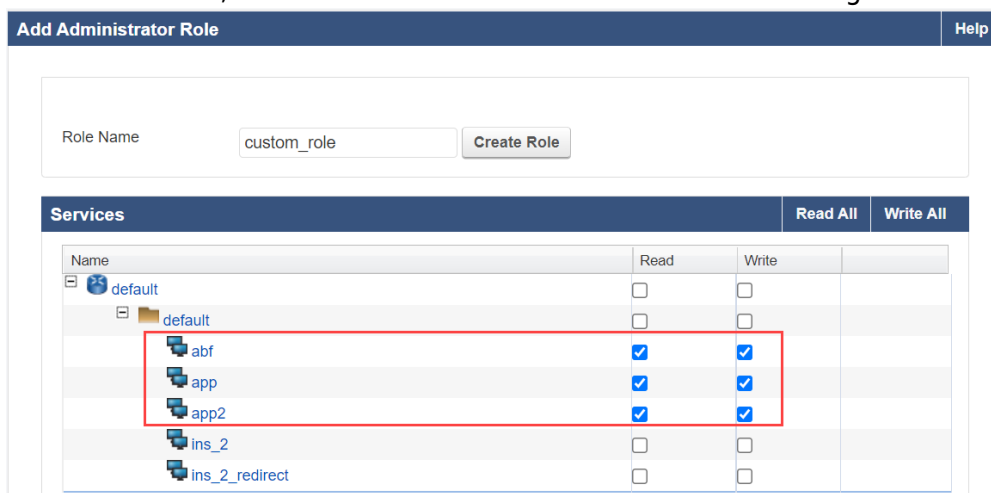 Add Administrator Role Help
Role Name custom_role Create Role
Services Read All Write All
Name Read Write
default
default
abf
app
app2
ins_2
ins_2_redirect